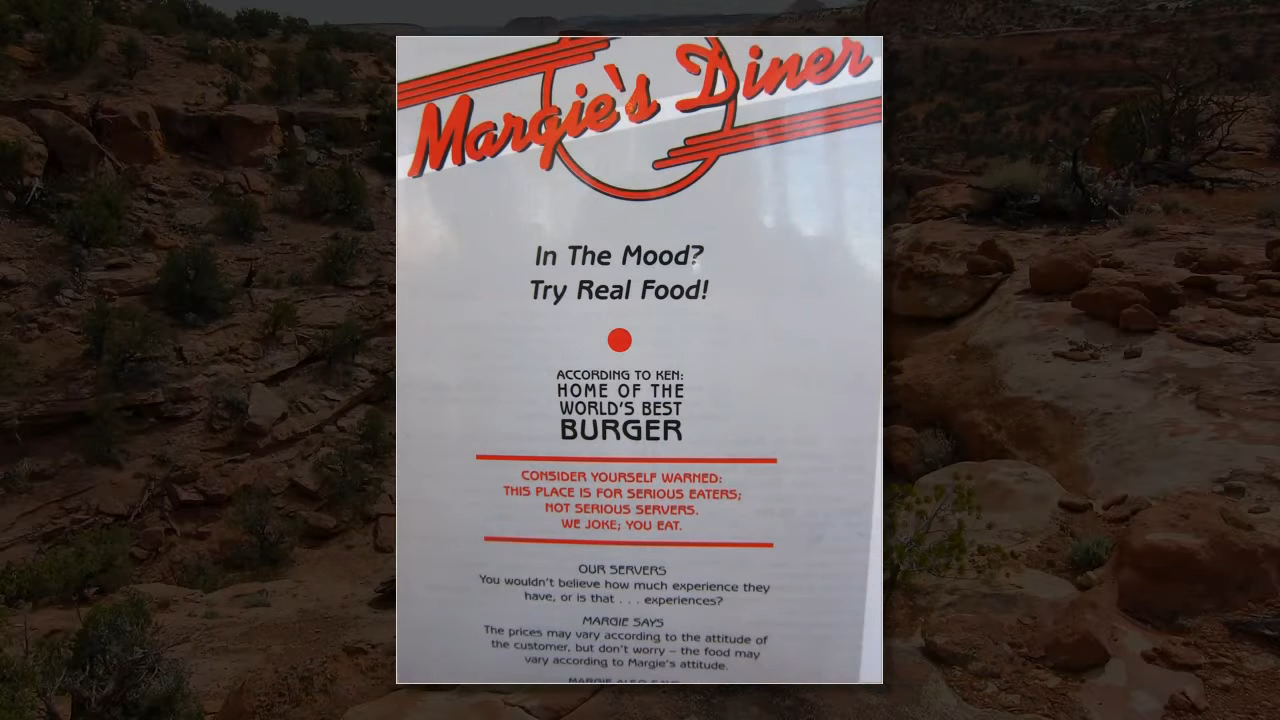 Margie's Diner
In The Mood?
Try Real Food!
ACCORDING TO KEN:
HOME OF THE
WORLD'S BEST
BURGER
CONSIDER YOURSELF WARNED:
THIS PLACE IS FOR SERIOUS EATERS;
NOT SERIOUS SERVERS.
WE JOKE; YOU EAT.
OUR SERVERS
You wouldn't believe how much experience they
have, or is that . . . experiences?
MARGIE SAYS
The prices may vary according to the attitude of
the customer, but don't worry – the food may
vary according to Margie's attitude.
MARGIE ALSO SAYS